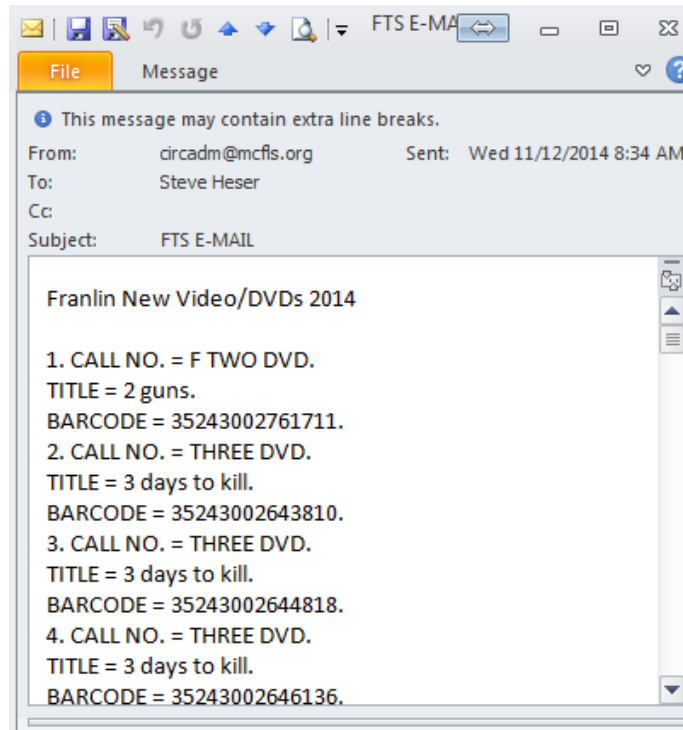 FTS E-MA
File Message
This message may contain extra line breaks.
From: circadm@mcfls.org Sent: Wed 11/12/2014 8:34 AM
To: Steve Heser
Cc:
Subject: FTS E-MAIL
Franlin New Video/DVDs 2014
1. CALL NO. = F TWO DVD.
TITLE = 2 guns.
BARCODE = 35243002761711.
2. CALL NO. = THREE DVD.
TITLE = 3 days to kill.
BARCODE = 35243002643810.
3. CALL NO. = THREE DVD.
TITLE = 3 days to kill.
BARCODE = 35243002644818.
4. CALL NO. = THREE DVD.
TITLE = 3 days to kill.
BARCODE = 35243002646136.